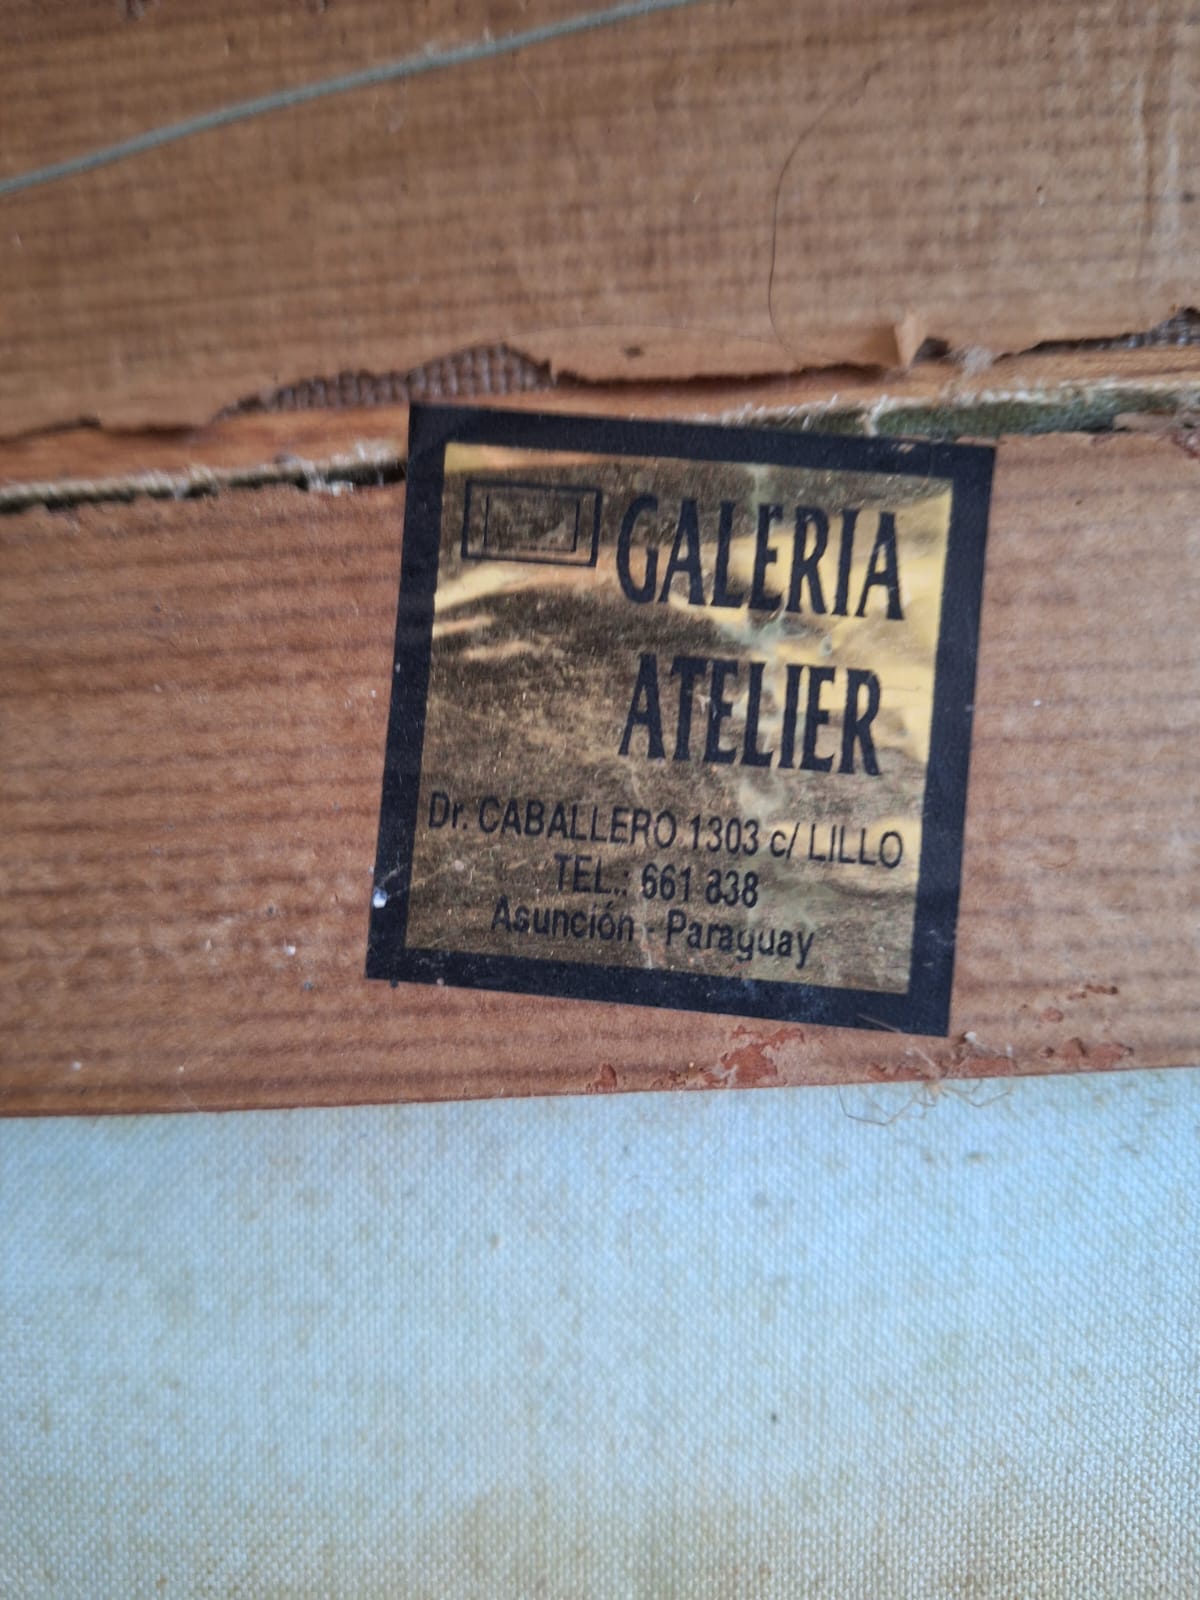 GALERIA
ATELIER
Dr. CABALLERO 1303 c/ LILLO
TEL.: 661 838
Asunción - Paraguay